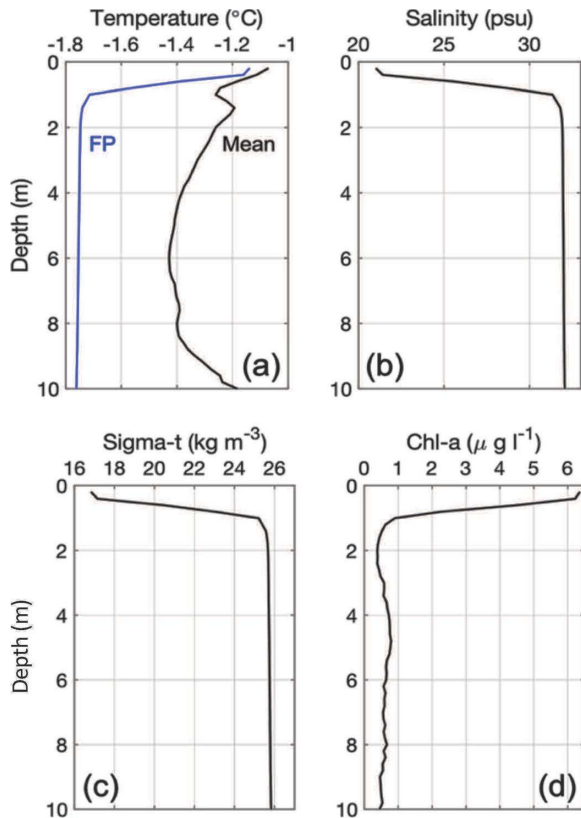 Temperature (°C)
-1.8 -1.6 -1.4 -1.2 -1
Salinity (psu)
20 25 30
Depth (m)
0
2
4
6
8
10
FP
Mean
(a)
0
2
4
6
8
10
(b)
Sigma-t (kg m⁻³)
16 18 20 22 24 26
Chl-a (μ g l⁻¹)
0 1 2 3 4 5 6
Depth (m)
0
2
4
6
8
10
(c)
0
2
4
6
8
10
(d)